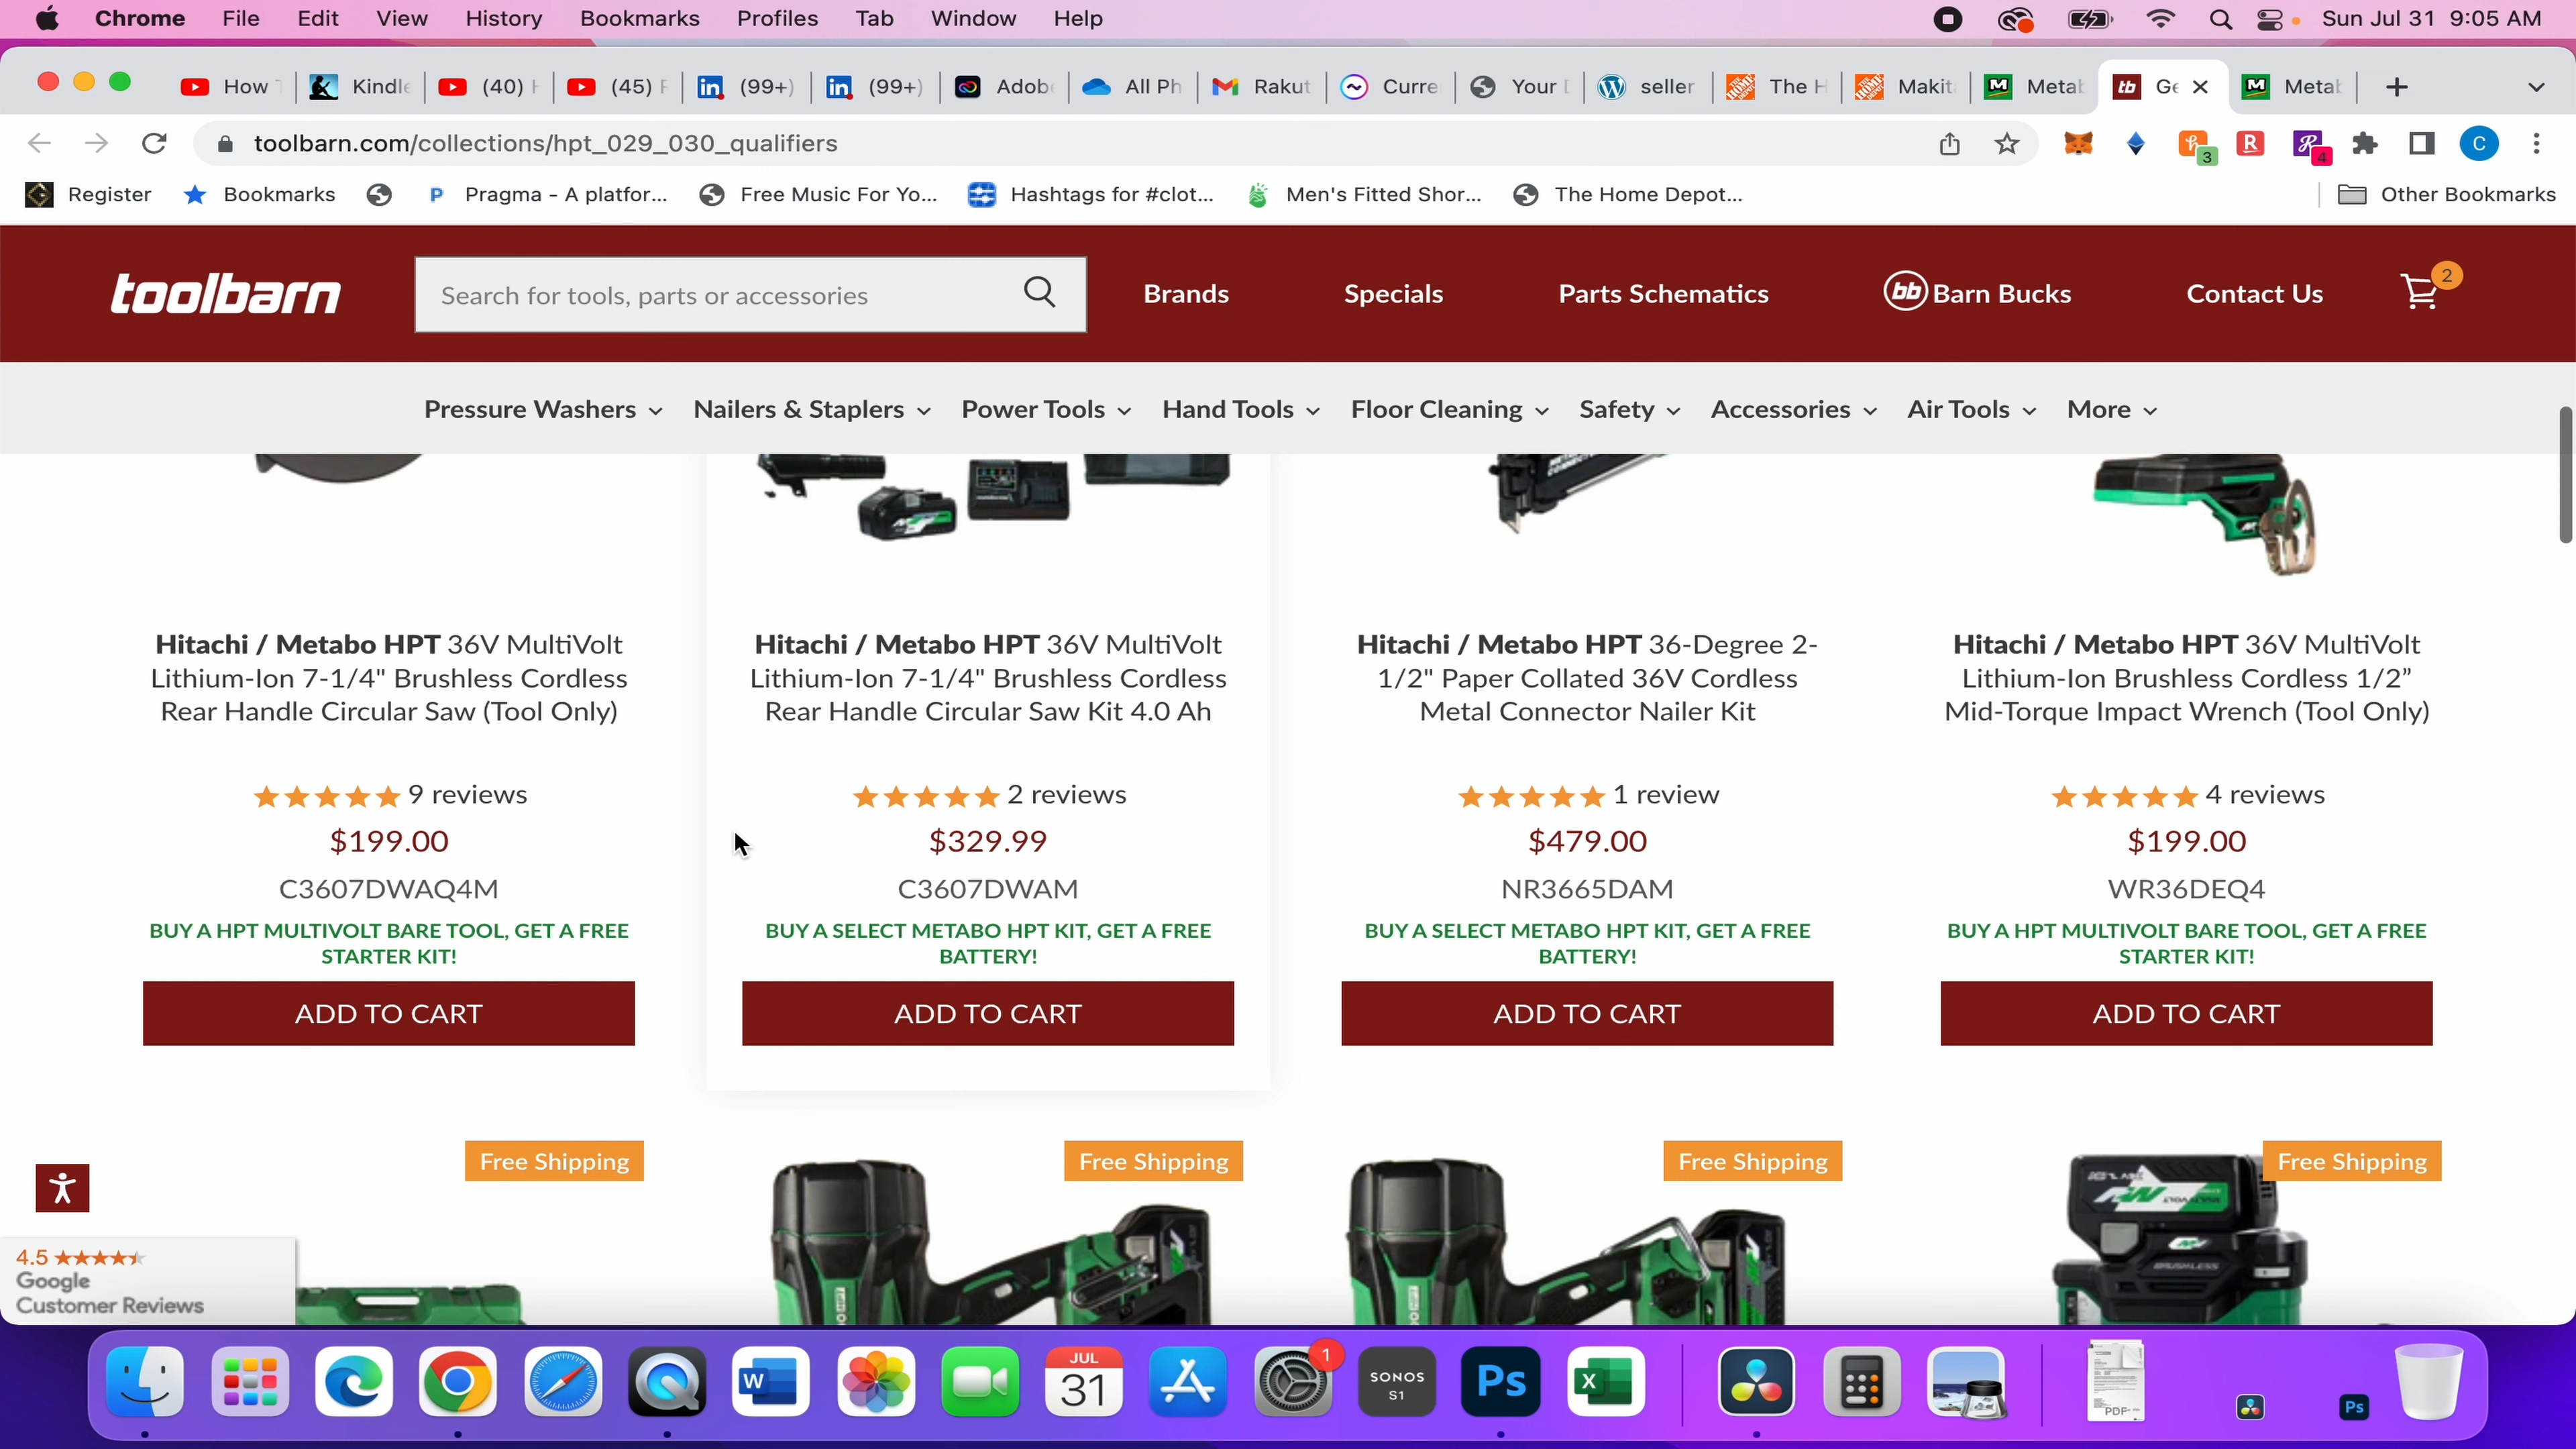 Chrome File Edit View History Bookmarks Profiles Tab Window Help Sun Jul 31 9:05 AM
How (40) (45) (99+) (99+) All Ph Rakut Curre Your seller The H Makit Ge
toolbarn.com/collections/hpt_029_030_qualifiers 3 4 C
Register Bookmarks P Pragma - A platfor... Free Music For Yo... Hashtags for #clot... Men's Fitted Shor... The Home Depot... Other Bookmarks
toolbarn Search for tools, parts or accessories Brands Specials Parts Schematics bb Barn Bucks Contact Us 2
Pressure Washers Nailers & Staplers Power Tools Hand Tools Floor Cleaning Safety Accessories Air Tools More
Hitachi / Metabo HPT 36V MultiVolt
Lithium-Ion 7-1/4" Brushless Cordless
Rear Handle Circular Saw (Tool Only)
9 reviews
$199.00
C3607DWAQ4M
BUY A HPT MULTIVOLT BARE TOOL, GET A FREE
STARTER KIT!
ADD TO CART
Hitachi / Metabo HPT 36V MultiVolt
Lithium-Ion 7-1/4" Brushless Cordless
Rear Handle Circular Saw Kit 4.0 Ah
2 reviews
$329.99
C3607DWAM
BUY A SELECT METABO HPT KIT, GET A FREE
BATTERY!
ADD TO CART
Hitachi / Metabo HPT 36-Degree 2-
1/2" Paper Collated 36V Cordless
Metal Connector Nailer Kit
1 review
$479.00
NR3665DAM
BUY A SELECT METABO HPT KIT, GET A FREE
BATTERY!
ADD TO CART
Hitachi / Metabo HPT 36V MultiVolt
Lithium-Ion Brushless Cordless 1/2”
Mid-Torque Impact Wrench (Tool Only)
4 reviews
$199.00
WR36DEQ4
BUY A HPT MULTIVOLT BARE TOOL, GET A FREE
STARTER KIT!
ADD TO CART
Free Shipping Free Shipping Free Shipping Free Shipping
BRUSHLESS
4.5
Google
Customer Reviews
W JUL 31 1 SONOS S1 Ps X PDF Ps